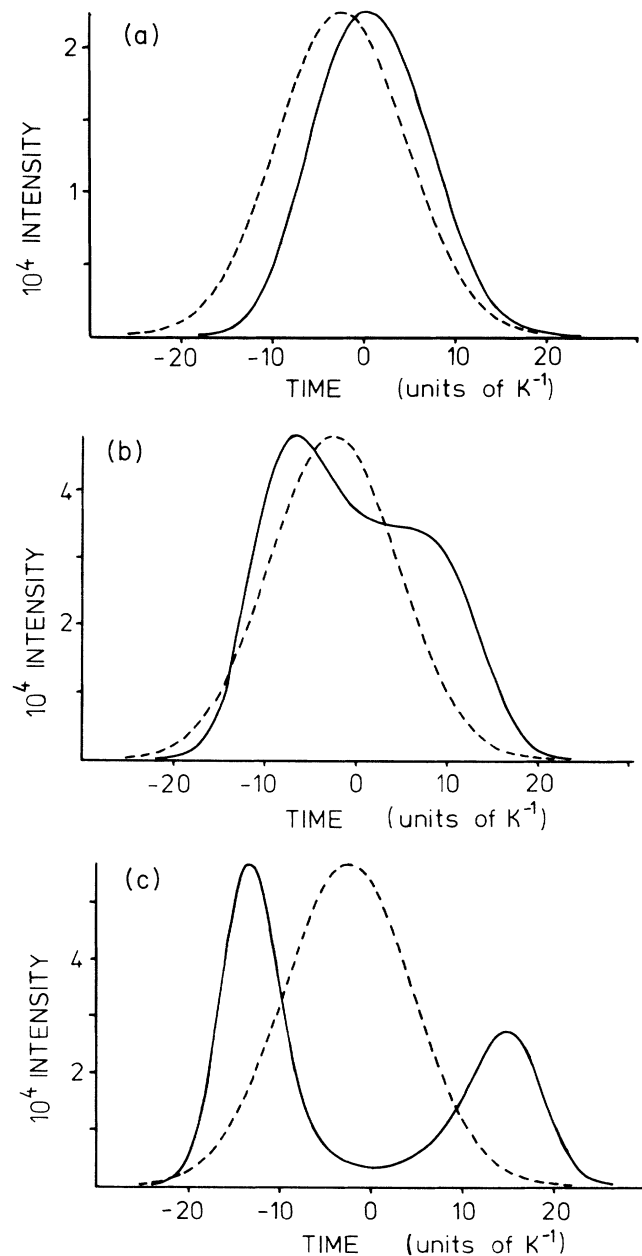 (a)
2
1
10⁴ INTENSITY
-20 -10 0 10 20
TIME (units of K⁻¹)
(b)
4
2
10⁴ INTENSITY
-20 -10 0 10 20
TIME (units of K⁻¹)
(c)
4
2
10⁴ INTENSITY
-20 -10 0 10 20
TIME (units of K⁻¹)